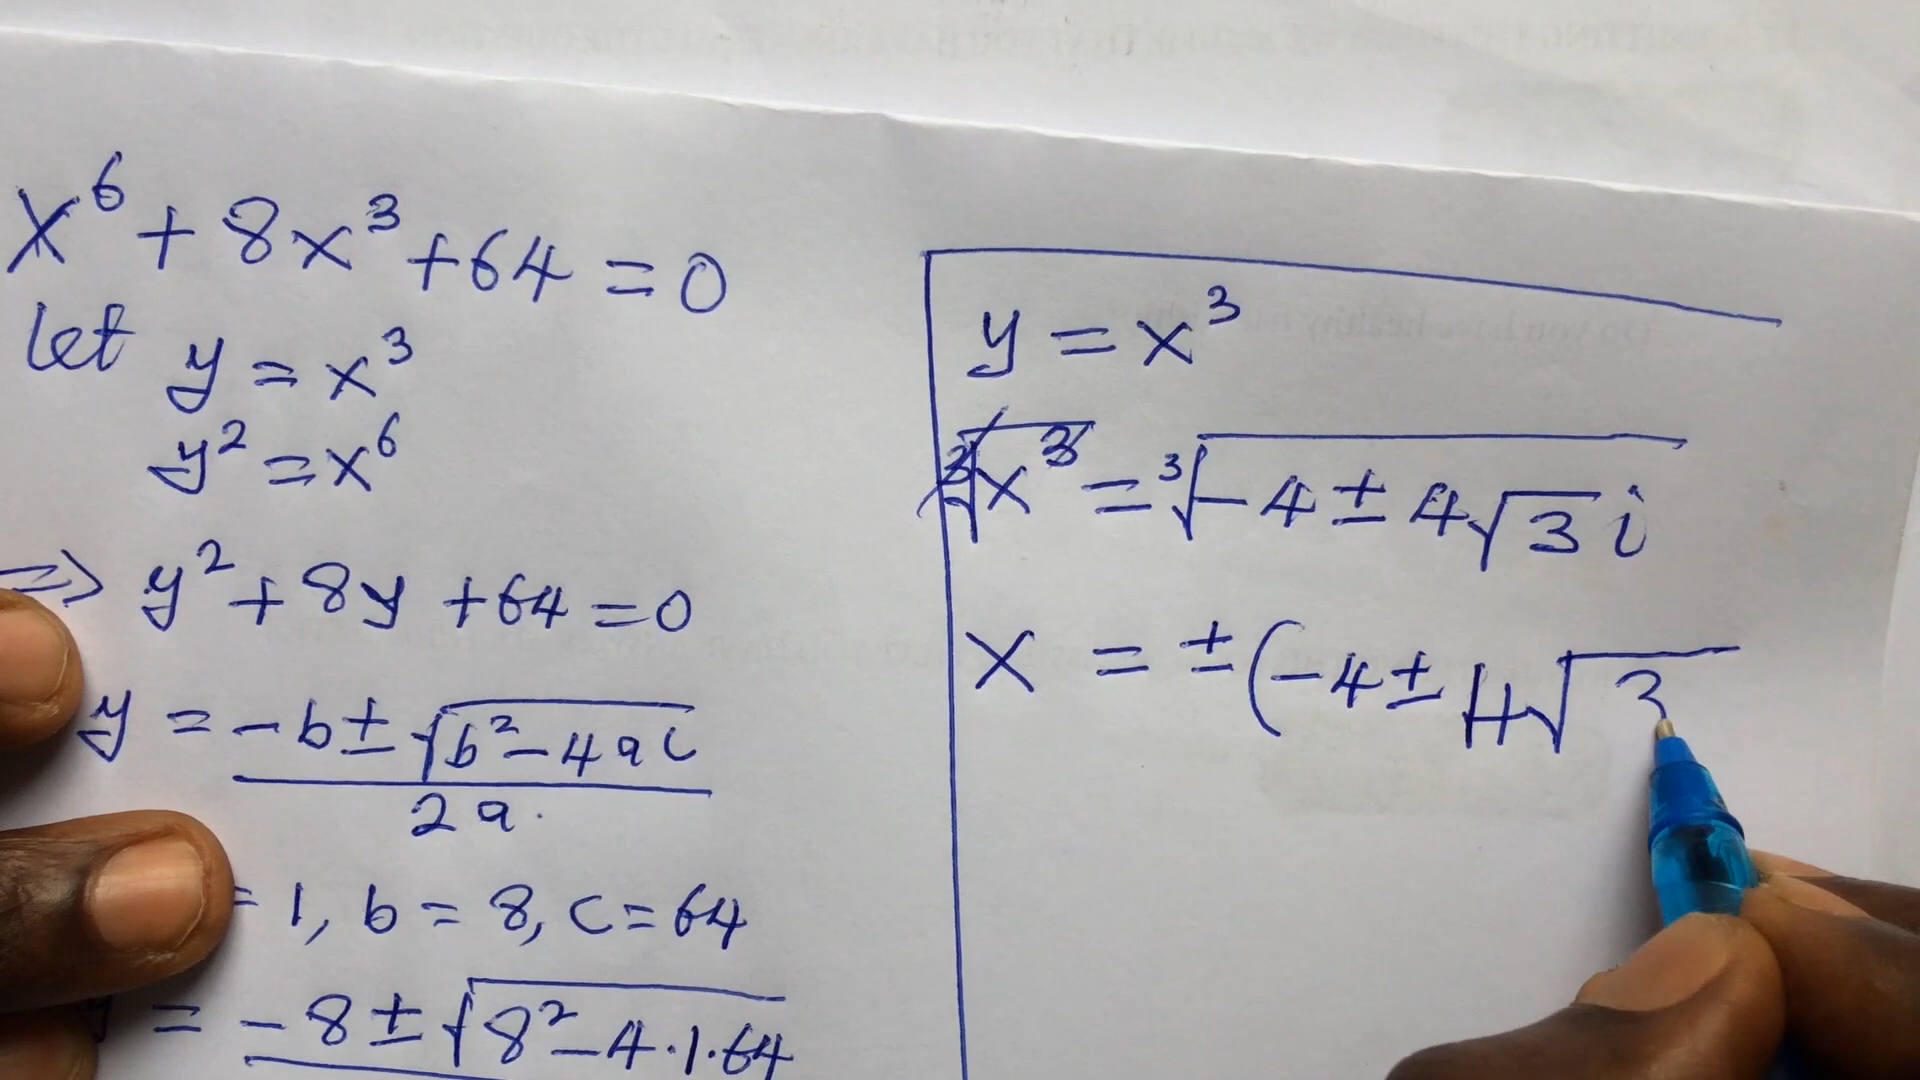 x⁶ + 8x³ + 64 = 0
let y = x³
y² = x⁶
⇒ y² + 8y + 64 = 0
y = -b ± √b² - 4ac
2a.
= 1, b = 8, c = 64
= -8 ± √8² - 4.1.64
y = x³
∛x³ = ∛-4 ± 4√3 i
x = ± (-4 ± 4√3